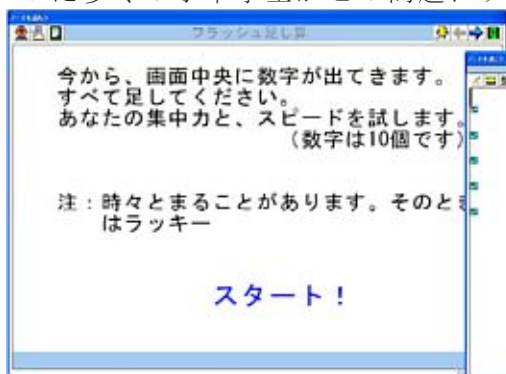 フラッシュ足し算
今から、画面中央に数字が出てきます。
すべて足してください。
あなたの集中力と、スピードを試します。
（数字は10個です）
注：時々とまることがあります。そのとき
はラッキー
スタート！